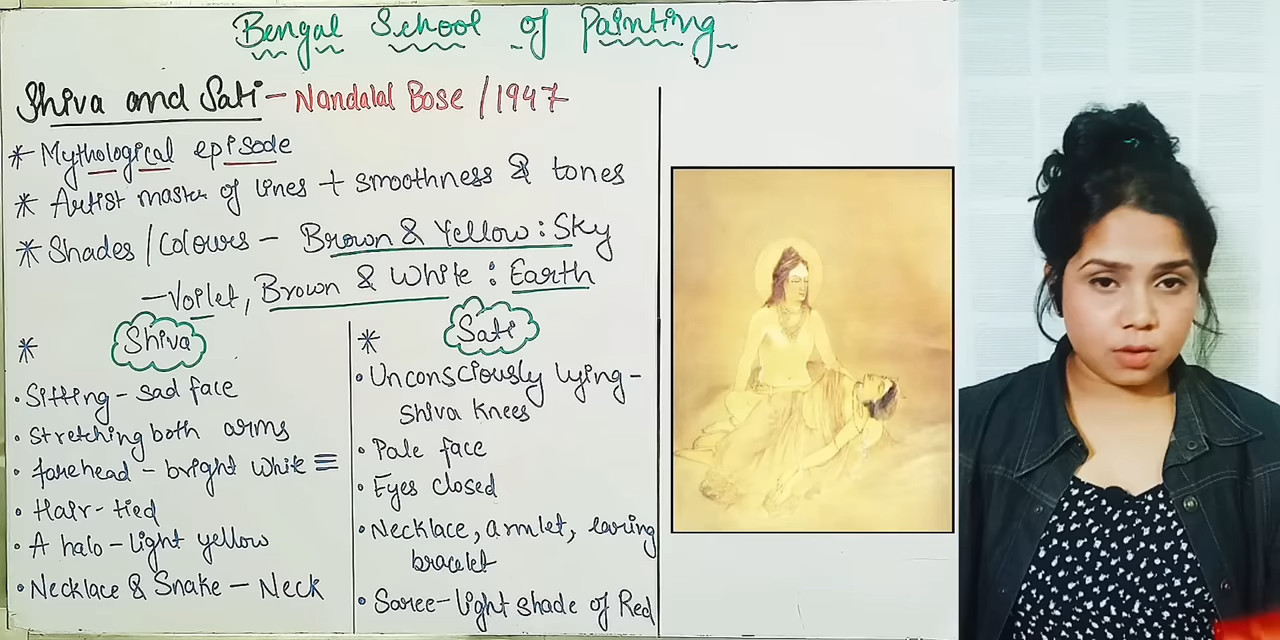 Bengal School of Painting
Shiva and Sati - Nandalal Bose / 1947
* Mythological episode
* Artist master of lines + smoothness & tones
* Shades / Colours - Brown & Yellow : Sky
- Voilet, Brown & White : Earth
* Shiva
• Sitting - sad face
• Stretching both arms
• forehead - bright white ≡
• Hair - tied
• A halo - light yellow
• Necklace & Snake - Neck
* Sati
• Unconsciously lying -
Shiva Knees
• Pale face
• Eyes closed
• Necklace, armlet, earing
bracelet
• Saree - light shade of Red